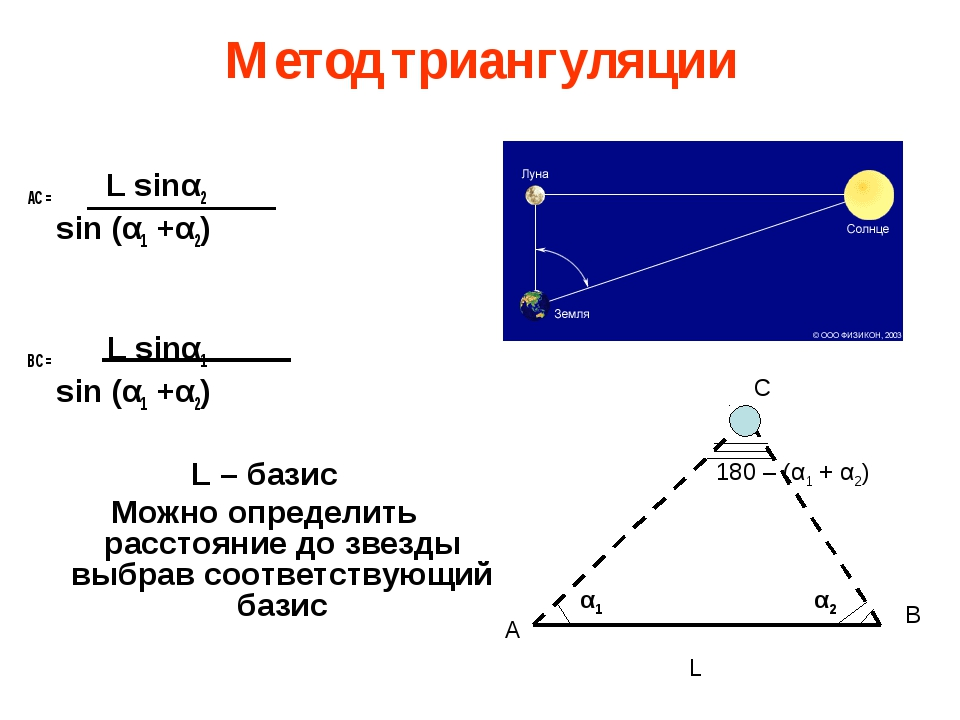 Метод триангуляции
AC = L sinα2
sin (α1 +α2)
BC = L sinα1
sin (α1 +α2)
L – базис
Можно определить
расстояние до звезды
выбрав соответствующий
базис
Луна
Солнце
Земля
© ООО ФИЗИКОН, 2003
C
180 – (α1 + α2)
α1
α2
A
B
L